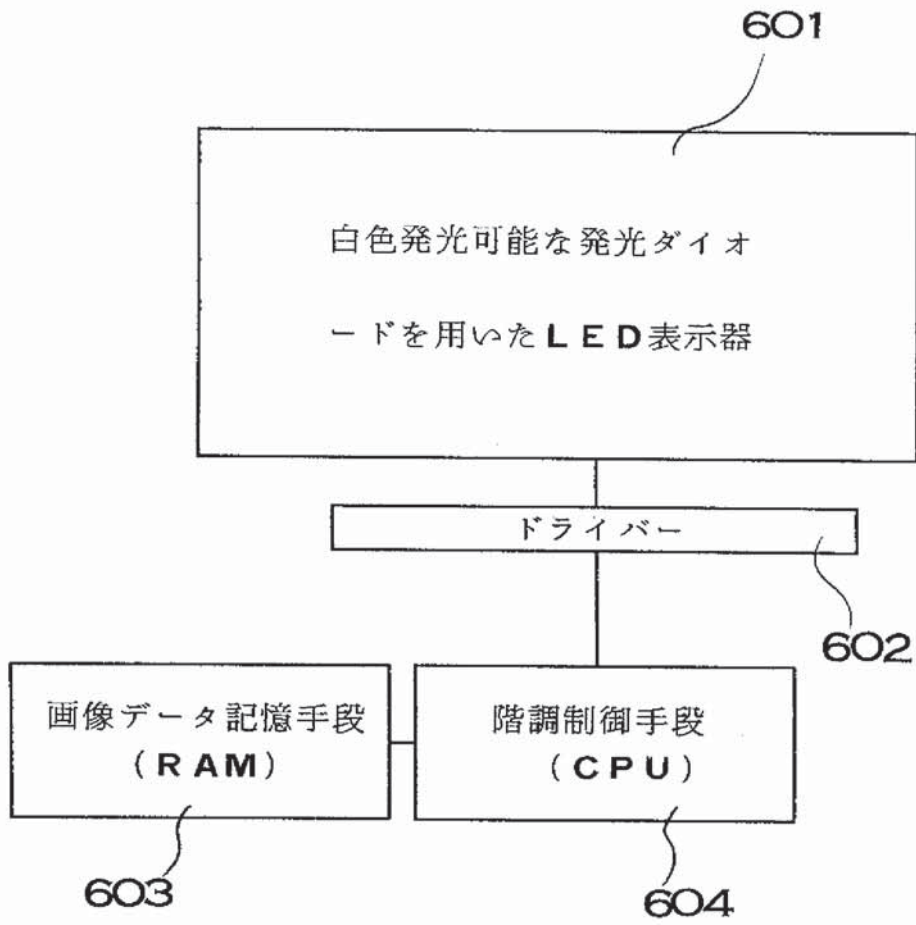 601
白色発光可能な発光ダイオ
ードを用いたLED表示器
ドライバー
602
画像データ記憶手段
(RAM)
階調制御手段
(CPU)
603
604